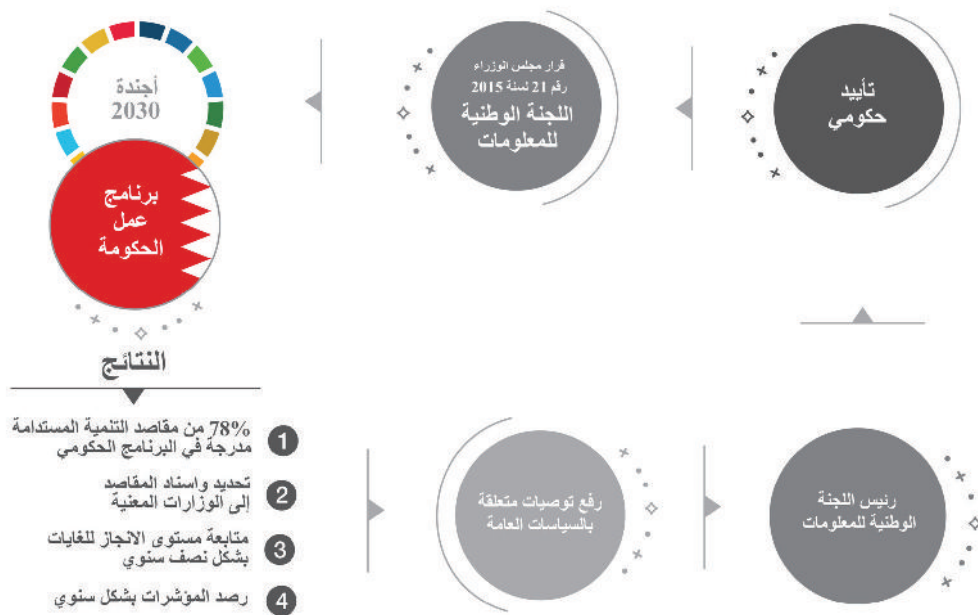 تأييد
حكومي
قرار مجلس الوزراء
رقم 21 لسنة 2015
اللجنة الوطنية
للمعلومات
أجندة
2030
برنامج
عمل
الحكومة
النتائج
1 78% من مقاصد التنمية المستدامة
مدرجة في البرنامج الحكومي
2 تحديد واسناد المقاصد
إلى الوزارات المعنية
3 متابعة مستوى الانجاز للغايات
بشكل نصف سنوي
4 رصد المؤشرات بشكل سنوي
رفع توصيات متعلقة
بالسياسات العامة
رئيس اللجنة
الوطنية للمعلومات